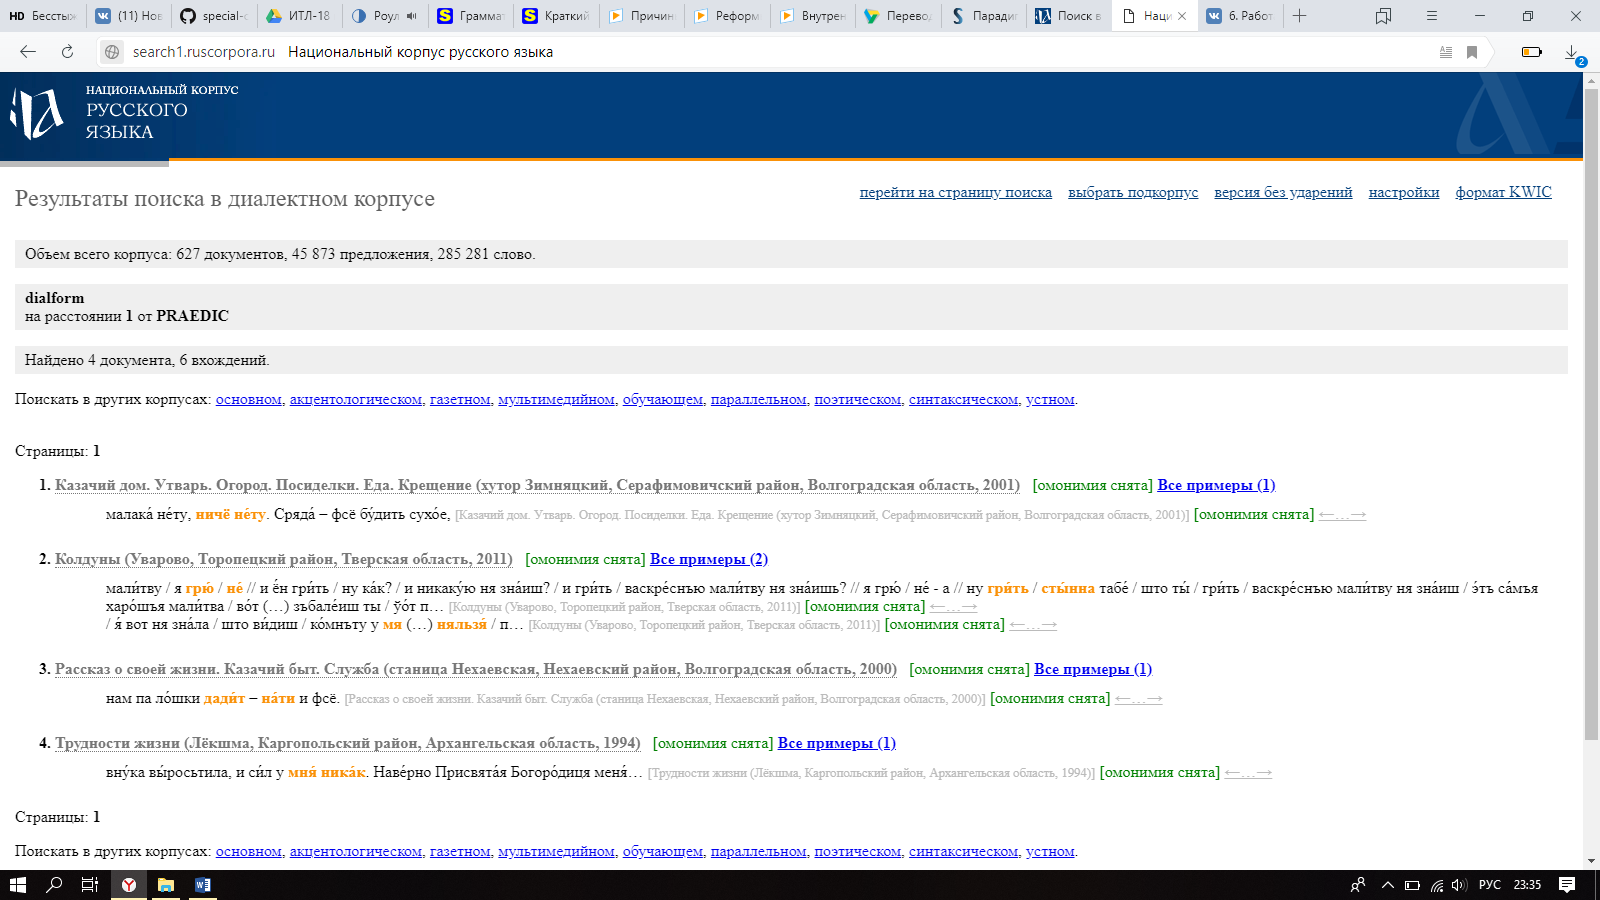 HD Бесстыж
(11) Нов
special-c
ИТЛ-18
Роул
Граммат
Краткий
Причин
Реформ
Внутрен
Перевод
Паради
Поиск в
Наци
6. Работ
search1.ruscorpora.ru Национальный корпус русского языка
2
НАЦИОНАЛЬНЫЙ КОРПУС
РУССКОГО
ЯЗЫКА
Результаты поиска в диалектном корпусе
перейти на страницу поиска выбрать подкорпус версия без ударений настройки формат KWIC
Объем всего корпуса: 627 документов, 45 873 предложения, 285 281 слово.
dialform
на расстоянии 1 от PRAEDIC
Найдено 4 документа, 6 вхождений.
Поискать в других корпусах: основном, акцентологическом, газетном, мультимедийном, обучающем, параллельном, поэтическом, синтаксическом, устном.
Страницы: 1
1. Казачий дом. Утварь. Огород. Посиделки. Еда. Крещение (хутор Зимняцкий, Серафимовичский район, Волгоградская область, 2001) [омонимия снята] Все примеры (1)
малака́ не́ту, ничё не́ту. Сряда́ – фсё бу́дить сухо́е, [Казачий дом. Утварь. Огород. Посиделки. Еда. Крещение (хутор Зимняцкий, Серафимовичский район, Волгоградская область, 2001)] [омонимия снята] ←…→
2. Колдуны (Уварово, Торопецкий район, Тверская область, 2011) [омонимия снята] Все примеры (2)
мали́тву / я грю́ / не́ // и ён гри́ть / ну ка́к? / и никаку́ю ня зна́иш? / и гри́ть / васкре́снъю мали́тву ня зна́ишь? // я грю́ / не́ - а // ну гри́ть / сты́нна табе́ / што ты́ / гри́ть / васкре́снъю мали́тву ня зна́иш / э́тъ са́мъя
харо́шъя мали́тва / во́т (…) зъбале́иш ты / ўо́т п… [Колдуны (Уварово, Торопецкий район, Тверская область, 2011)] [омонимия снята] ←…→
/ я́ вот ня зна́ла / што ви́диш / ко́мнъту у мя (…) няльзя́ / п… [Колдуны (Уварово, Торопецкий район, Тверская область, 2011)] [омонимия снята] ←…→
3. Рассказ о своей жизни. Казачий быт. Служба (станица Нехаевская, Нехаевский район, Волгоградская область, 2000) [омонимия снята] Все примеры (1)
нам па ло́шки дади́т – на́ти и фсё. [Рассказ о своей жизни. Казачий быт. Служба (станица Нехаевская, Нехаевский район, Волгоградская область, 2000)] [омонимия снята] ←…→
4. Трудности жизни (Лёкшма, Каргопольский район, Архангельская область, 1994) [омонимия снята] Все примеры (1)
вну́ка вы́росьтила, и си́л у мня́ ника́к. Наве́рно Присвята́я Богоро́диця меня́… [Трудности жизни (Лёкшма, Каргопольский район, Архангельская область, 1994)] [омонимия снята] ←…→
Страницы: 1
Поискать в других корпусах: основном, акцентологическом, газетном, мультимедийном, обучающем, параллельном, поэтическом, синтаксическом, устном.
РУС 23:35